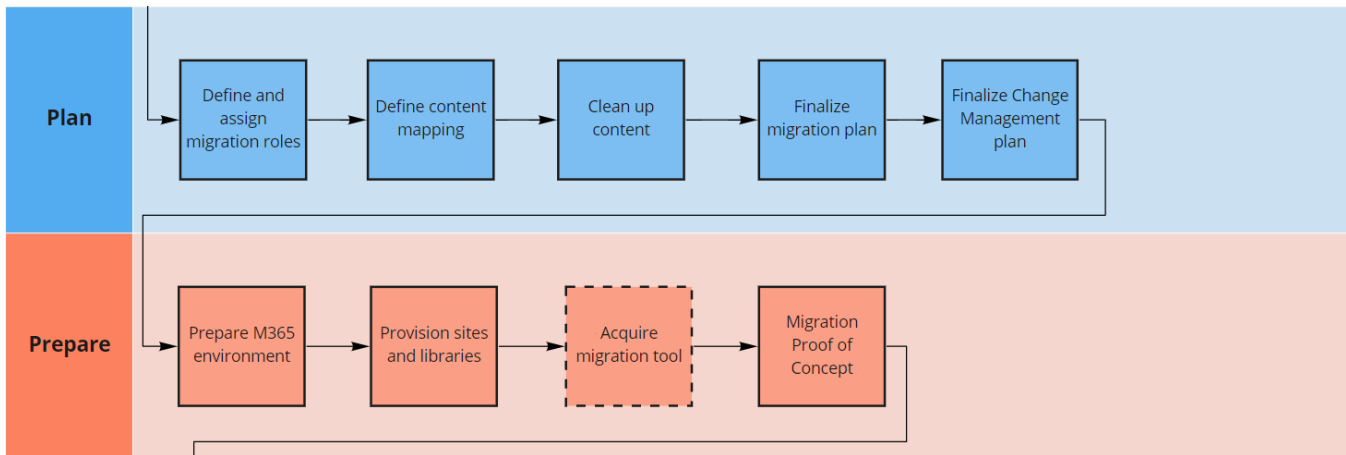 Plan
Define and
assign
migration roles
Define content
mapping
Clean up
content
Finalize
migration plan
Finalize Change
Management
plan
Prepare
Prepare M365
environment
Provision sites
and libraries
Acquire
migration tool
Migration
Proof of
Concept